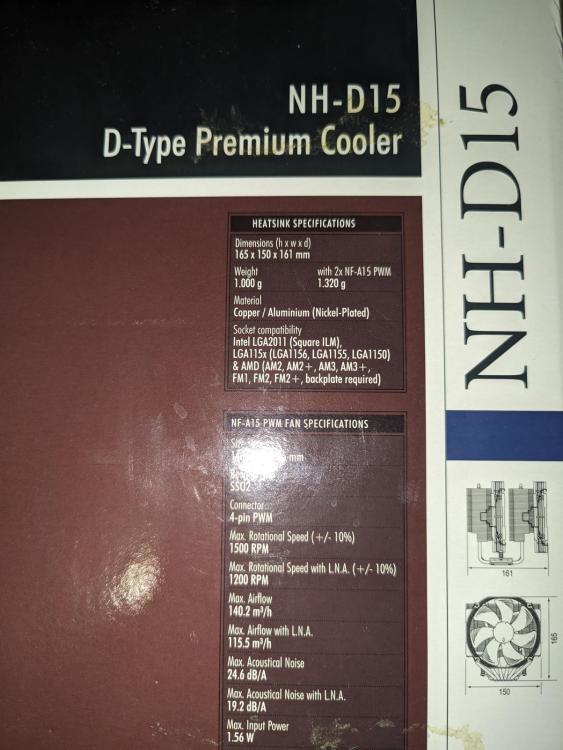 NH-D15
D-Type Premium Cooler
HEATSINK SPECIFICATIONS
Dimensions (h x w x d)
165 x 150 x 161 mm
Weight with 2x NF-A15 PWM
1.000 g 1.320 g
Material
Copper / Aluminium (Nickel-Plated)
Socket compatibility
Intel LGA2011 (Square ILM),
LGA115x (LGA1156, LGA1155, LGA1150)
& AMD (AM2, AM2+, AM3, AM3+,
FM1, FM2, FM2+, backplate required)
NF-A15 PWM FAN SPECIFICATIONS
mm
SSO2
Connector
4-pin PWM
Max. Rotational Speed (+/- 10%)
1500 RPM
Max. Rotational Speed with L.N.A. (+/- 10%)
1200 RPM
Max. Airflow
140.2 m³/h
Max. Airflow with L.N.A.
115.5 m³/h
Max. Acoustical Noise
24.6 dB/A
Max. Acoustical Noise with L.N.A.
19.2 dB/A
Max. Input Power
1.56 W
NH-D15
161
165
150